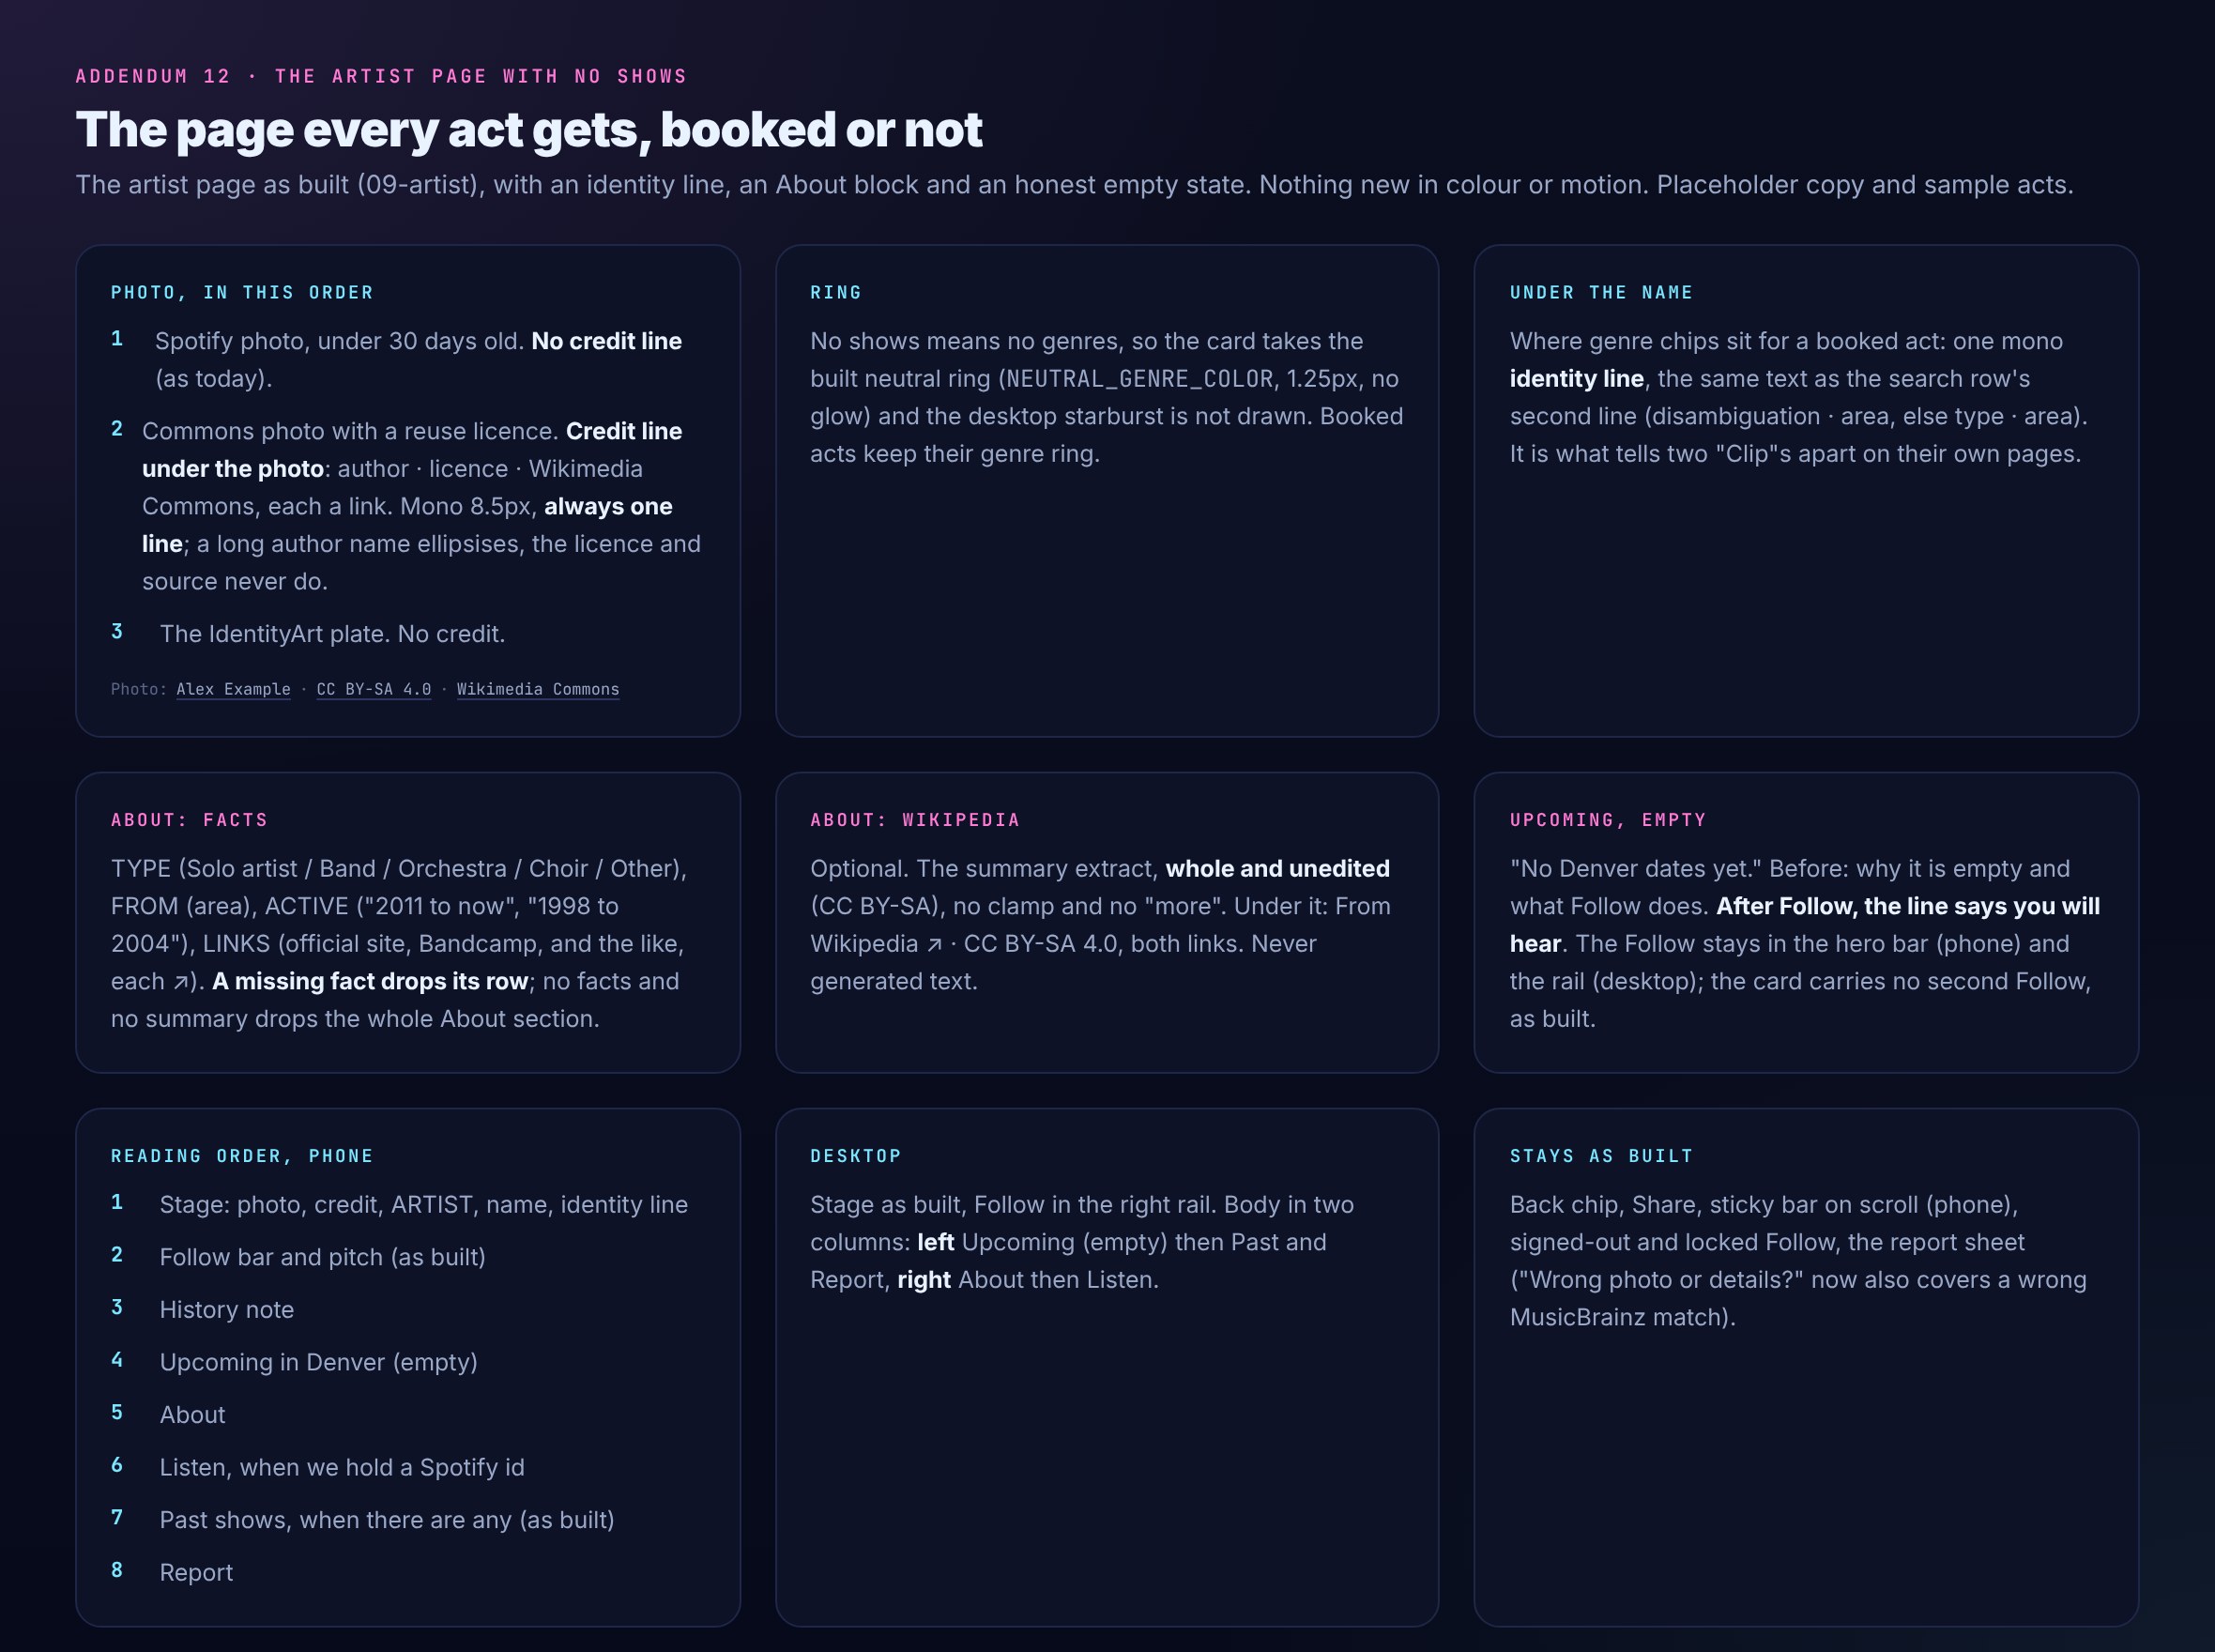 ADDENDUM 12 · THE ARTIST PAGE WITH NO SHOWS
The page every act gets, booked or not
The artist page as built (09-artist), with an identity line, an About block and an honest empty state. Nothing new in colour or motion. Placeholder copy and sample acts.
PHOTO, IN THIS ORDER
1 Spotify photo, under 30 days old. No credit line
(as today).
2 Commons photo with a reuse licence. Credit line
under the photo: author · licence · Wikimedia
Commons, each a link. Mono 8.5px, always one
line; a long author name ellipsises, the licence and
source never do.
3 The IdentityArt plate. No credit.
Photo: Alex Example · CC BY-SA 4.0 · Wikimedia Commons
RING
No shows means no genres, so the card takes the
built neutral ring (NEUTRAL_GENRE_COLOR, 1.25px, no
glow) and the desktop starburst is not drawn. Booked
acts keep their genre ring.
UNDER THE NAME
Where genre chips sit for a booked act: one mono
identity line, the same text as the search row's
second line (disambiguation · area, else type · area).
It is what tells two "Clip"s apart on their own pages.
ABOUT: FACTS
TYPE (Solo artist / Band / Orchestra / Choir / Other),
FROM (area), ACTIVE ("2011 to now", "1998 to
2004"), LINKS (official site, Bandcamp, and the like,
each ↗). A missing fact drops its row; no facts and
no summary drops the whole About section.
ABOUT: WIKIPEDIA
Optional. The summary extract, whole and unedited
(CC BY-SA), no clamp and no "more". Under it: From
Wikipedia ↗ · CC BY-SA 4.0, both links. Never
generated text.
UPCOMING, EMPTY
"No Denver dates yet." Before: why it is empty and
what Follow does. After Follow, the line says you will
hear. The Follow stays in the hero bar (phone) and
the rail (desktop); the card carries no second Follow,
as built.
READING ORDER, PHONE
1 Stage: photo, credit, ARTIST, name, identity line
2 Follow bar and pitch (as built)
3 History note
4 Upcoming in Denver (empty)
5 About
6 Listen, when we hold a Spotify id
7 Past shows, when there are any (as built)
8 Report
DESKTOP
Stage as built, Follow in the right rail. Body in two
columns: left Upcoming (empty) then Past and
Report, right About then Listen.
STAYS AS BUILT
Back chip, Share, sticky bar on scroll (phone),
signed-out and locked Follow, the report sheet
("Wrong photo or details?" now also covers a wrong
MusicBrainz match).